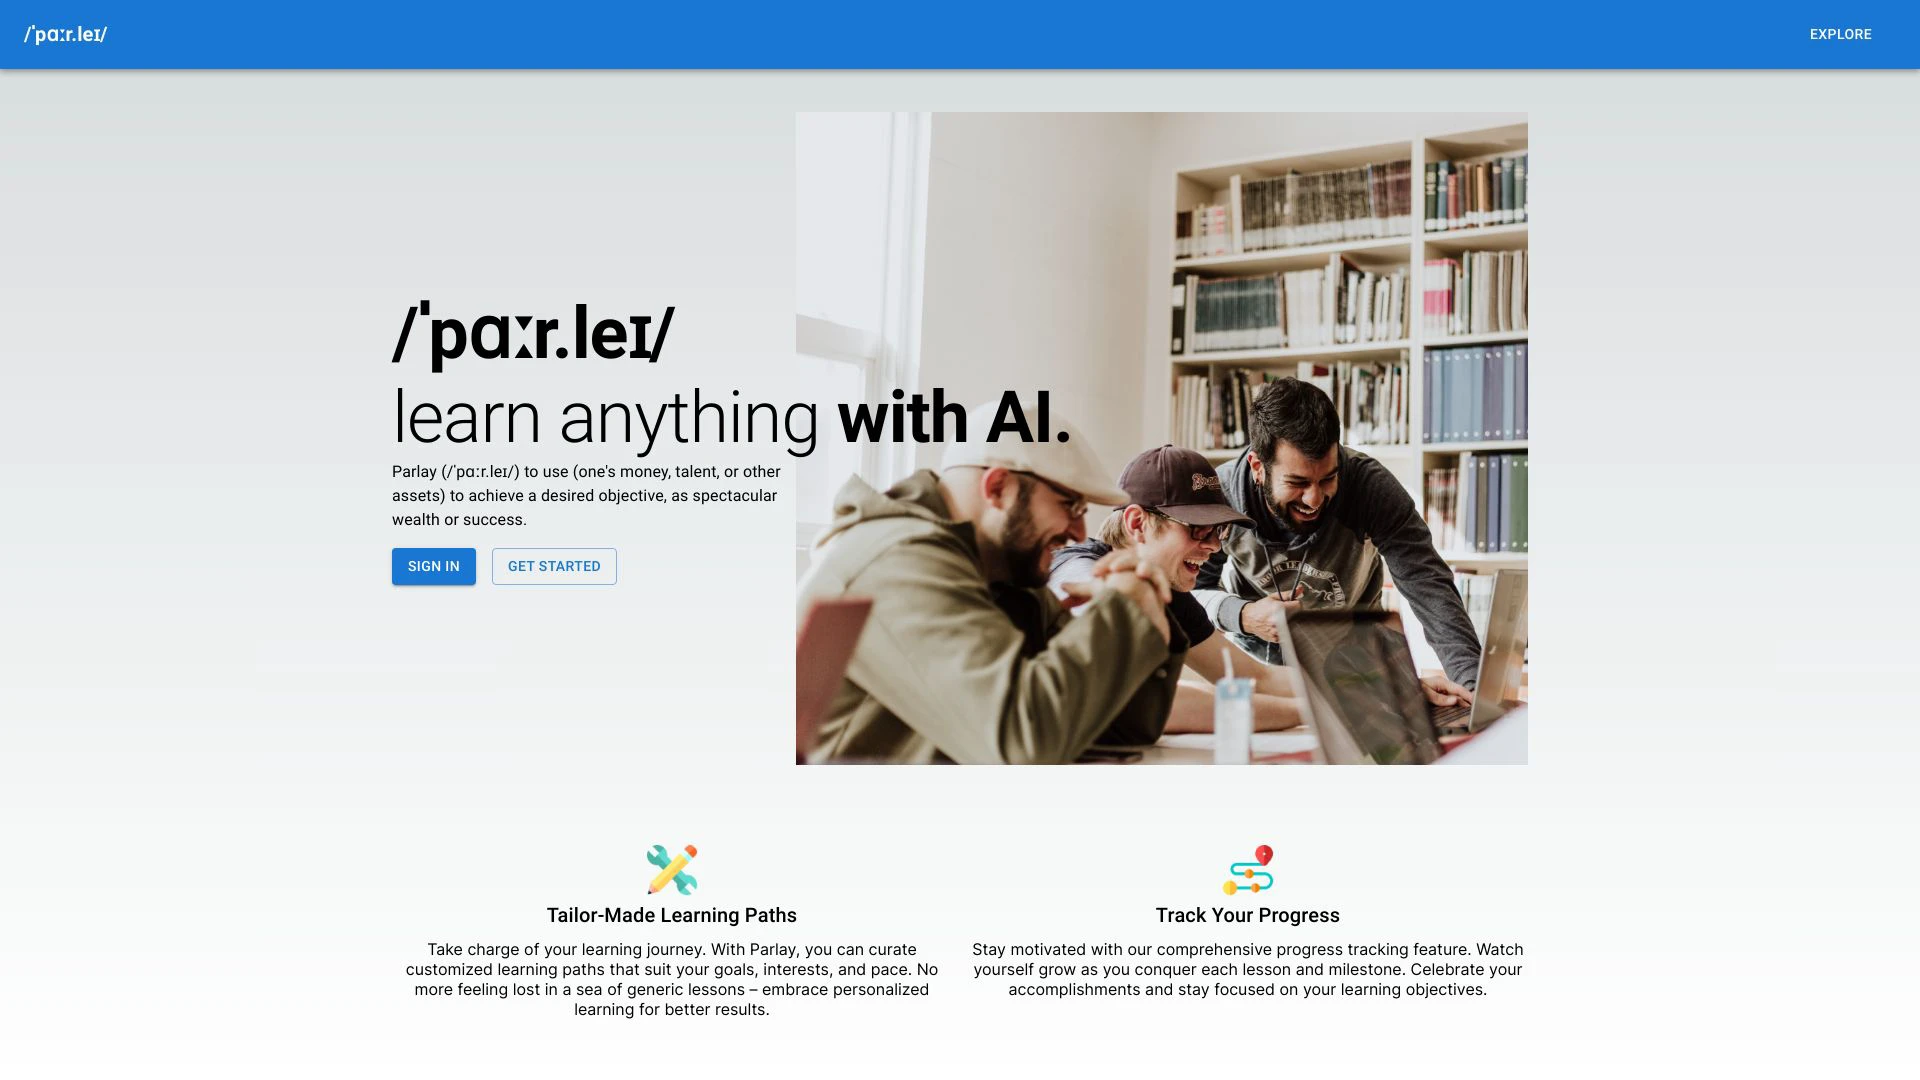 /ˈpɑːr.leɪ/
EXPLORE
/ˈpɑːr.leɪ/
learn anything with AI.
Parlay (/ˈpɑːr.leɪ/) to use (one's money, talent, or other
assets) to achieve a desired objective, as spectacular
wealth or success.
SIGN IN
GET STARTED
Tailor-Made Learning Paths
Take charge of your learning journey. With Parlay, you can curate
customized learning paths that suit your goals, interests, and pace. No
more feeling lost in a sea of generic lessons – embrace personalized
learning for better results.
Track Your Progress
Stay motivated with our comprehensive progress tracking feature. Watch
yourself grow as you conquer each lesson and milestone. Celebrate your
accomplishments and stay focused on your learning objectives.